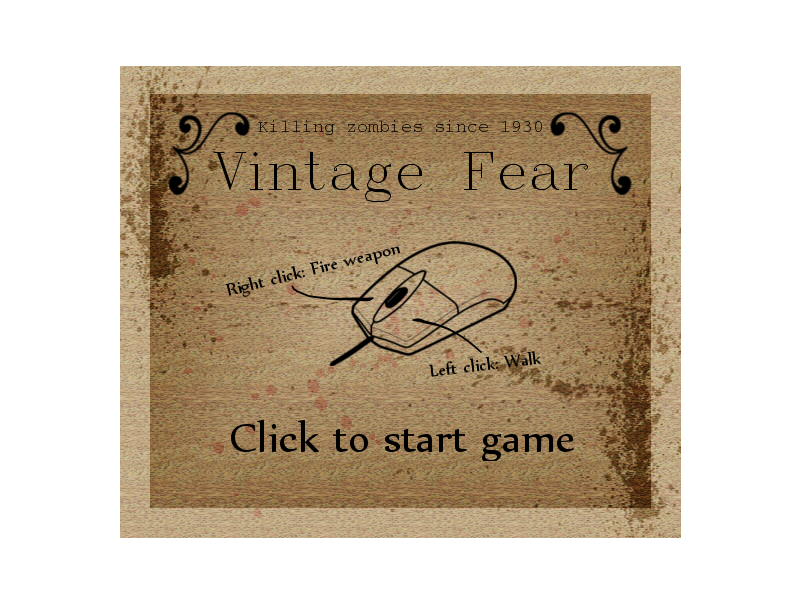 Killing zombies since 1930
Vintage Fear
Right click: Fire weapon
Left click: Walk
Click to start game